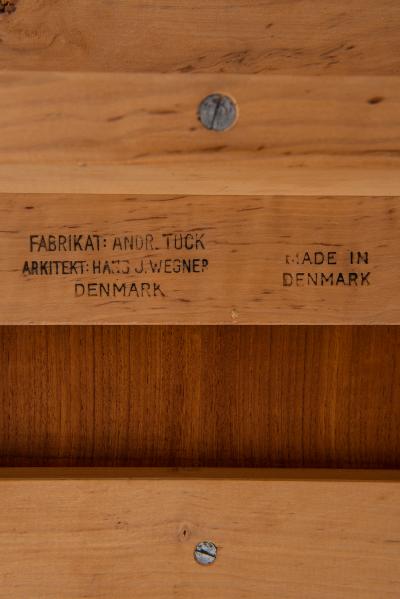 FABRIKAT: ANDR. TUCK
ARKITEKT: HANS J. WEGNER
DENMARK
MADE IN
DENMARK